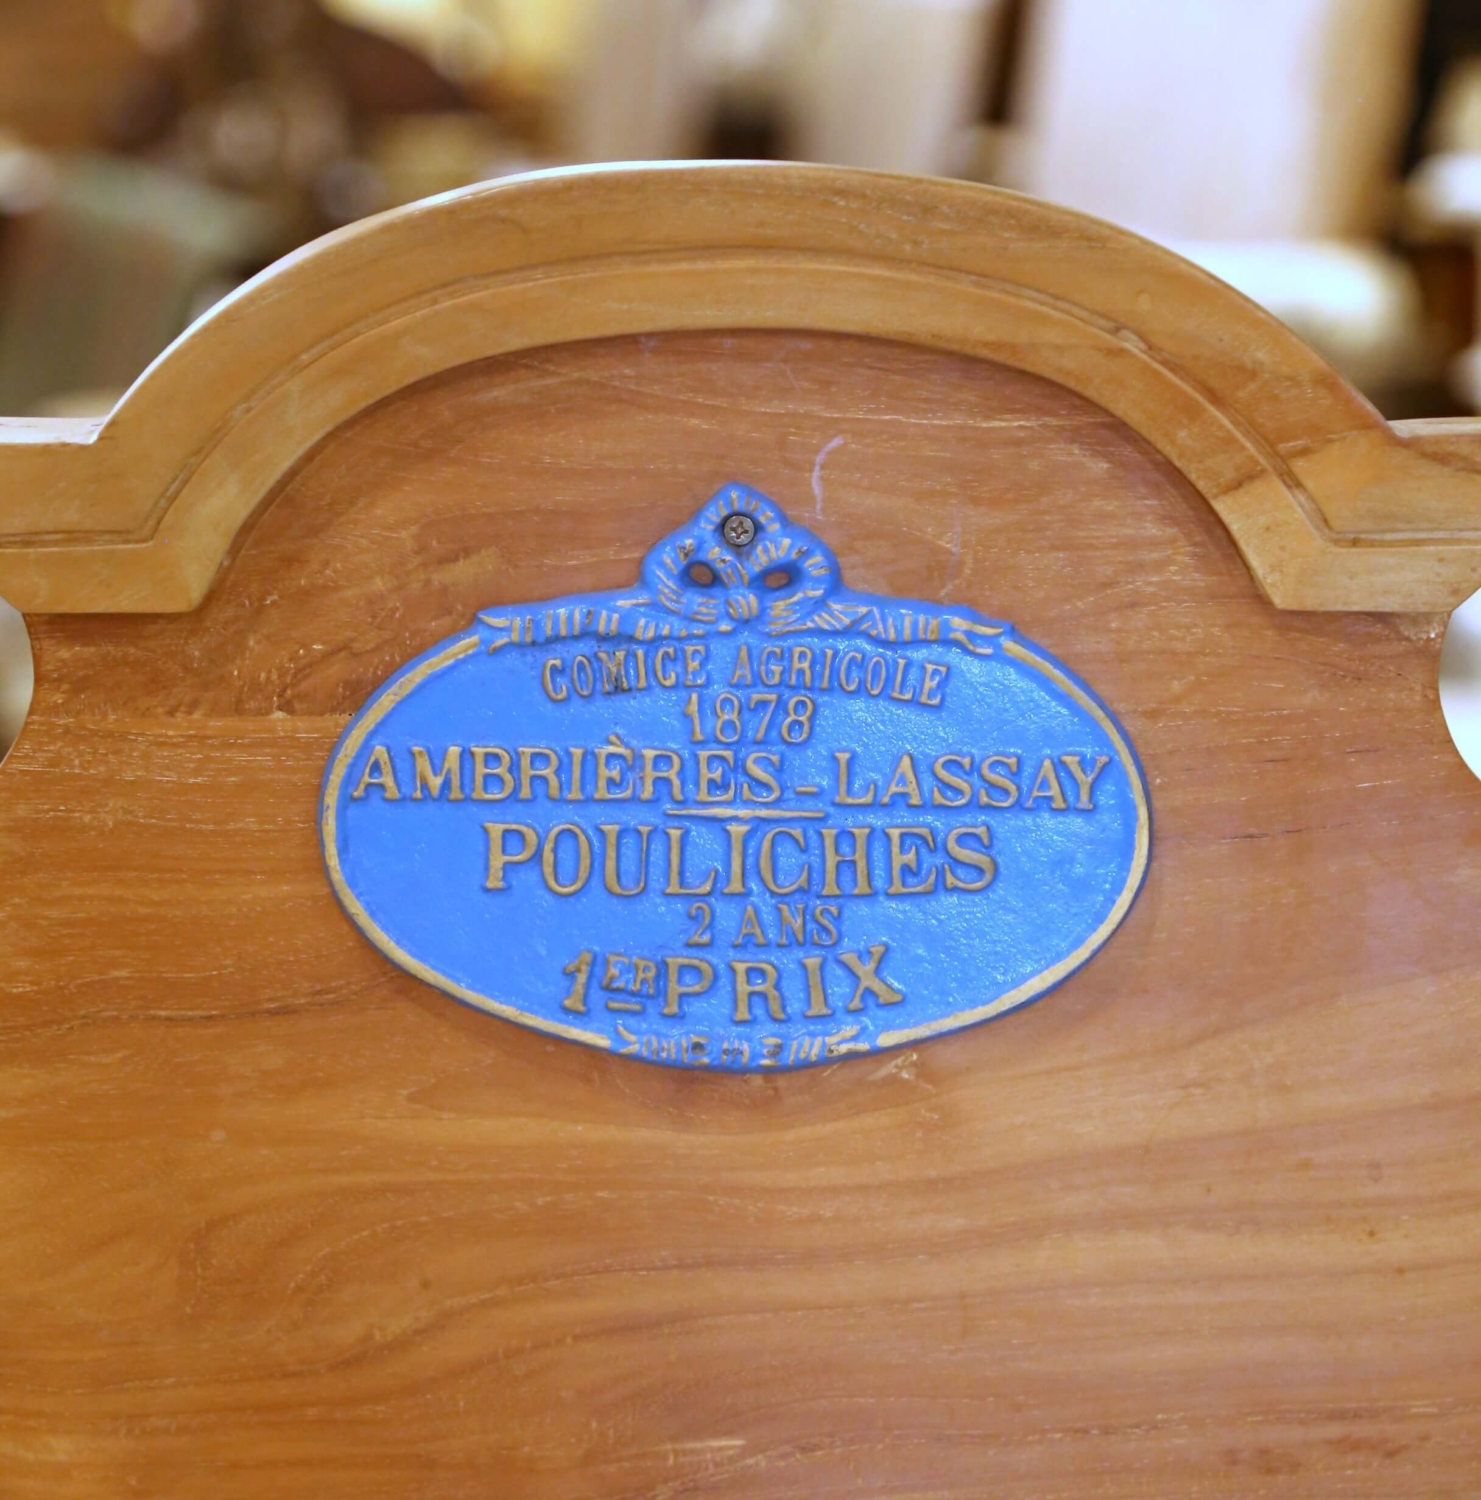 COMICE AGRICOLE
1878
AMBRIÈRES-LASSAY
POULICHES
2 ANS
1ER PRIX